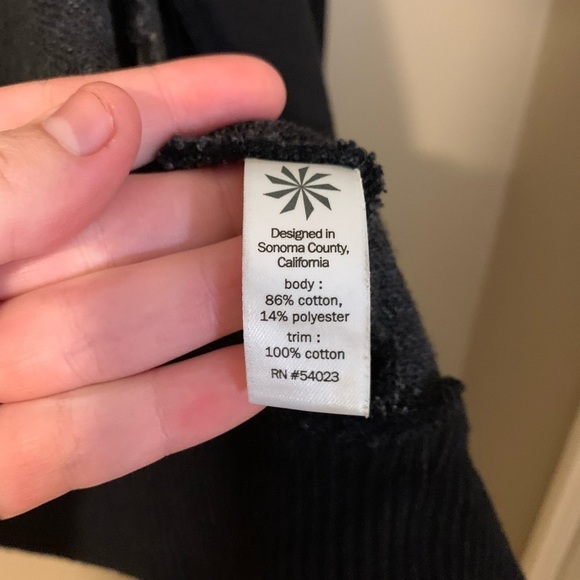 Designed in
Sonoma County,
California
body :
86% cotton,
14% polyester
trim :
100% cotton
RN #54023